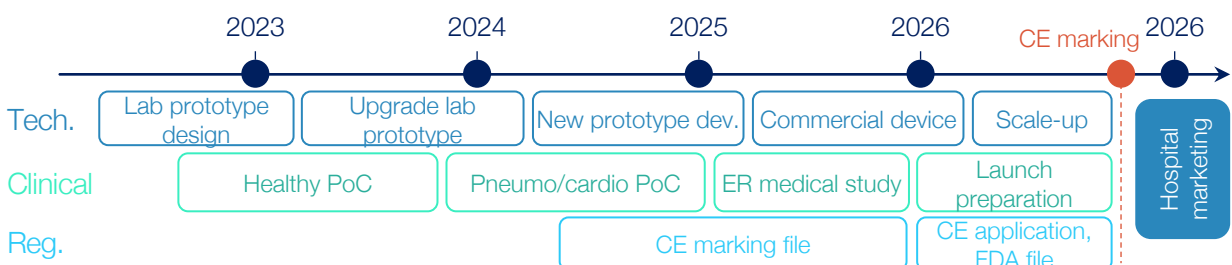 2023
2024
2025
2026
CE marking
2026
Tech.
Lab prototype
design
Upgrade lab
prototype
New prototype dev.
Commercial device
Scale-up
Hospital
marketing
Clinical
Healthy PoC
Pneumo/cardio PoC
ER medical study
Launch
preparation
Reg.
CE marking file
CE application,
FDA file